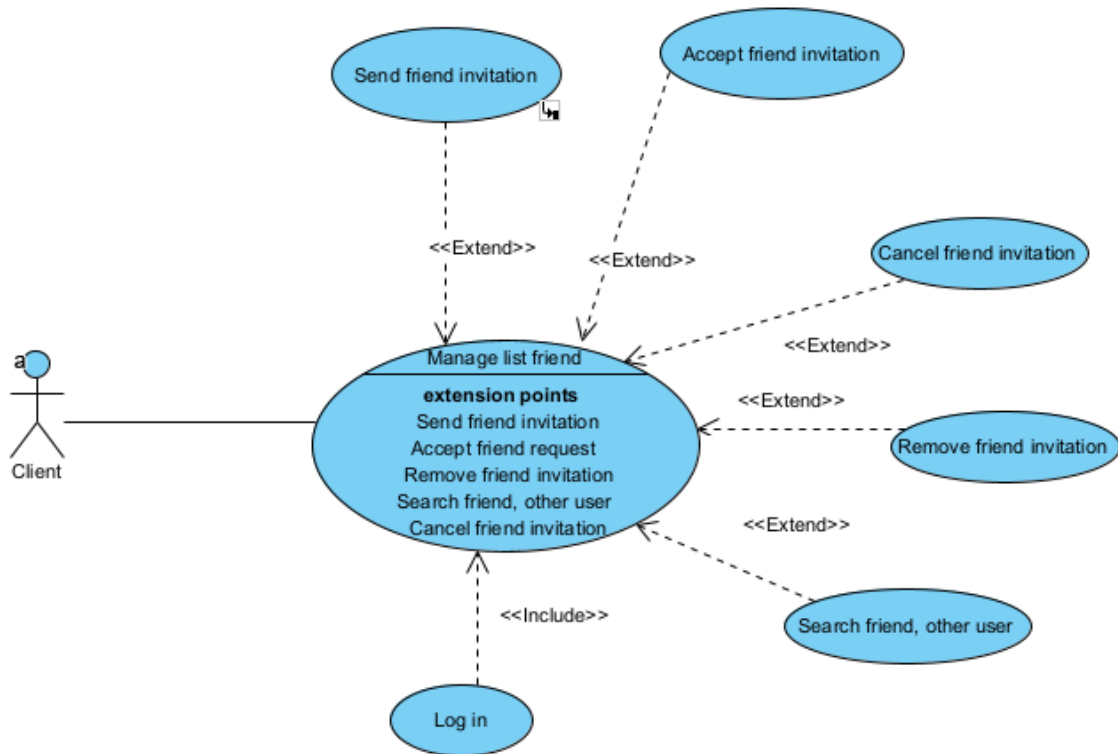 Send friend invitation
Accept friend invitation
<<Extend>>
<<Extend>>
Cancel friend invitation
<<Extend>>
a
Client
Manage list friend
extension points
Send friend invitation
Accept friend request
Remove friend invitation
Search friend, other user
Cancel friend invitation
<<Extend>>
Remove friend invitation
<<Extend>>
Search friend, other user
<<Include>>
Log in